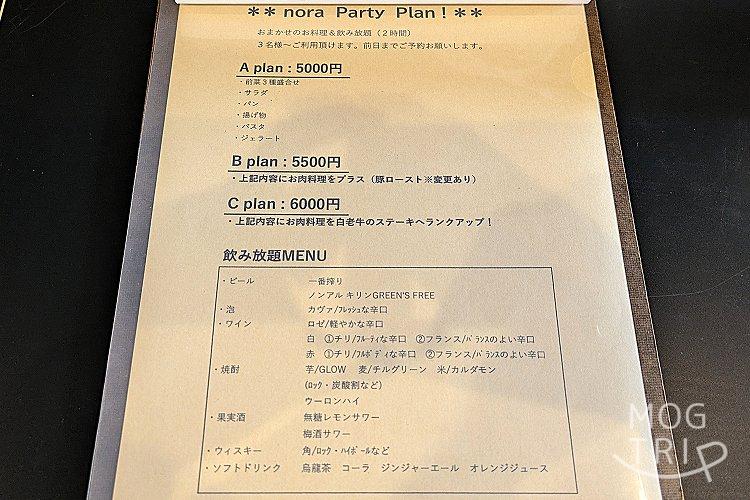 ** nora Party Plan！**
おまかせのお料理＆飲み放題（２時間）
３名様～ご利用頂けます。前日までご予約お願いします。
A plan : 5000円
・前菜３種盛合せ
・サラダ
・パン
・揚げ物
・パスタ
・ジェラート
B plan : 5500円
・上記内容にお肉料理をプラス（豚ロースト※変更あり）
C plan : 6000円
・上記内容にお肉料理を白老牛のステーキへランクアップ！
飲み放題MENU
・ビール 一番搾り
ノンアル キリンGREEN'S FREE
・泡 カヴァ/ﾌﾚｯｼｭな辛口
・ワイン ロゼ/軽やかな辛口
白 ①チリ/ﾌﾙｰﾃｨな辛口 ②フランス/ﾊﾞﾗﾝｽのよい辛口
赤 ①チリ/ﾌﾙﾎﾞﾃﾞｨな辛口 ②フランス/ﾊﾞﾗﾝｽのよい辛口
・焼酎 芋/GLOW 麦/チルグリーン 米/カルダモン
(ﾛｯｸ・炭酸割など)
ウーロンハイ
・果実酒 無糖レモンサワー
梅酒サワー
・ウィスキー 角/ﾛｯｸ・ﾊｲﾎﾞｰﾙなど
・ソフトドリンク 烏龍茶 コーラ ジンジャーエール オレンジジュース
MOG
TRIP